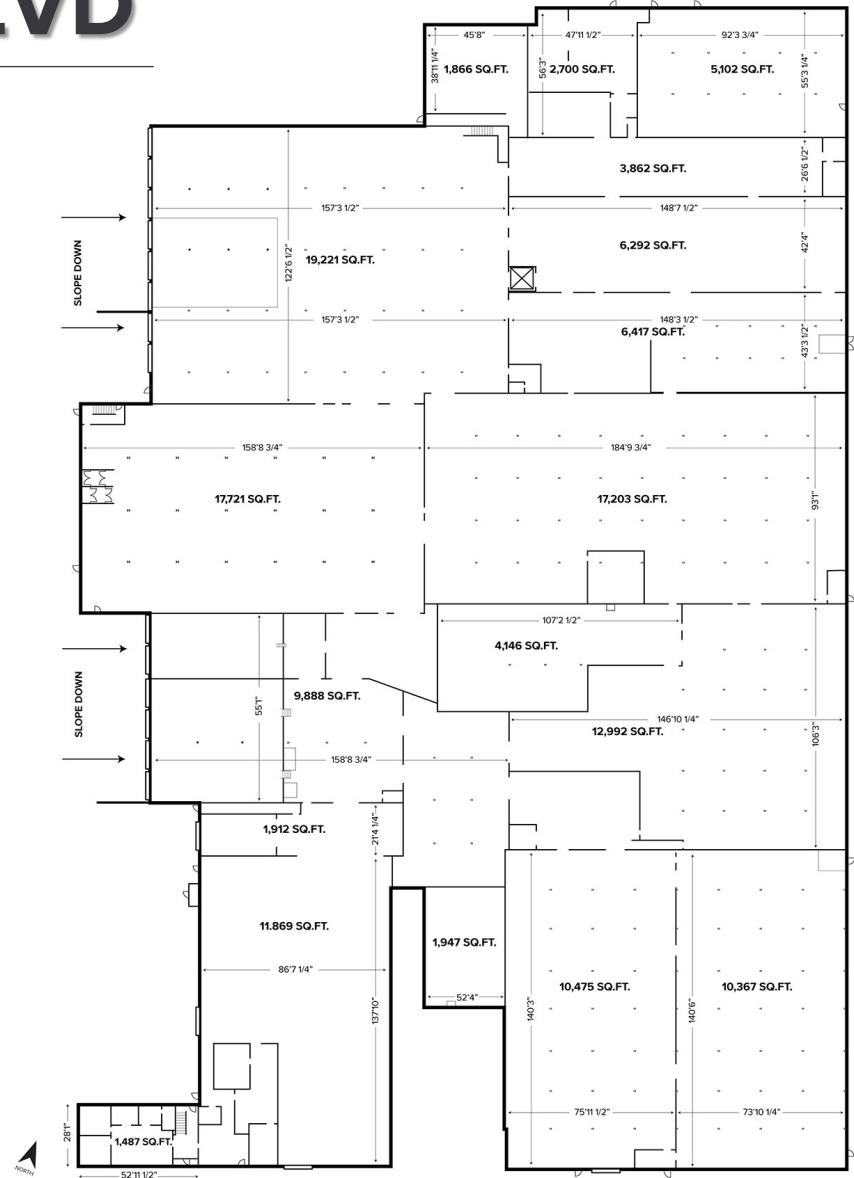 LVD
45'8"
47'11 1/2"
92'3 3/4"
38'11 1/4"
1,866 SQ.FT.
56'3"
2,700 SQ.FT.
5,102 SQ.FT.
55'3 1/4"
3,862 SQ.FT.
26'6 1/2"
157'3 1/2"
148'7 1/2"
SLOPE DOWN
122'6 1/2"
19,221 SQ.FT.
6,292 SQ.FT.
42'4"
157'3 1/2"
148'3 1/2"
6,417 SQ.FT.
43'3 1/2"
158'8 3/4"
184'9 3/4"
17,721 SQ.FT.
17,203 SQ.FT.
93'1"
107'2 1/2"
4,146 SQ.FT.
SLOPE DOWN
55'1"
9,888 SQ.FT.
146'10 1/4"
12,992 SQ.FT.
106'3"
158'8 3/4"
1,912 SQ.FT.
21'4 1/4"
11.869 SQ.FT.
1,947 SQ.FT.
86'7 1/4"
52'4"
137'10"
10,475 SQ.FT.
10,367 SQ.FT.
140'3"
140'6"
75'11 1/2"
73'10 1/4"
28'1"
1,487 SQ.FT.
52'11 1/2"
NORTH